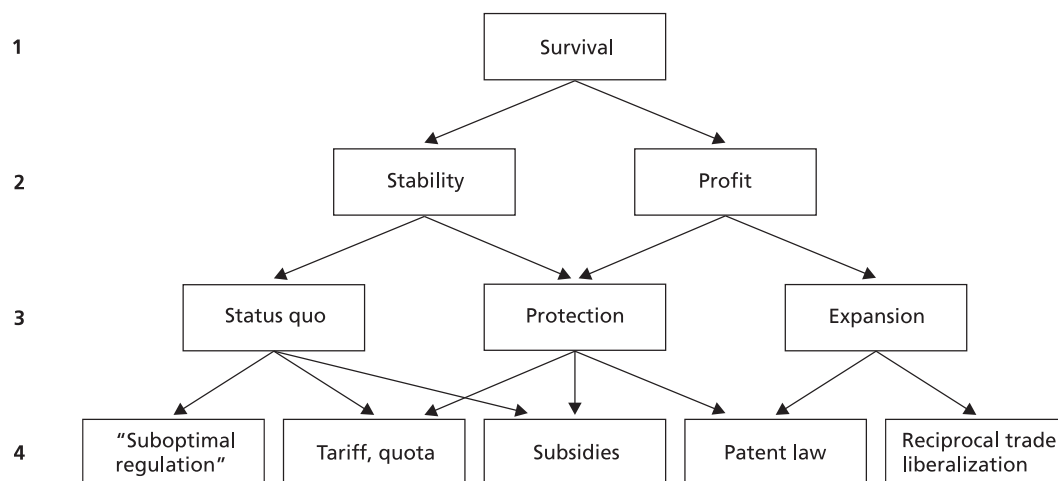 1
Survival
2
Stability
Profit
3
Status quo
Protection
Expansion
4
“Suboptimal
regulation”
Tariff, quota
Subsidies
Patent law
Reciprocal trade
liberalization